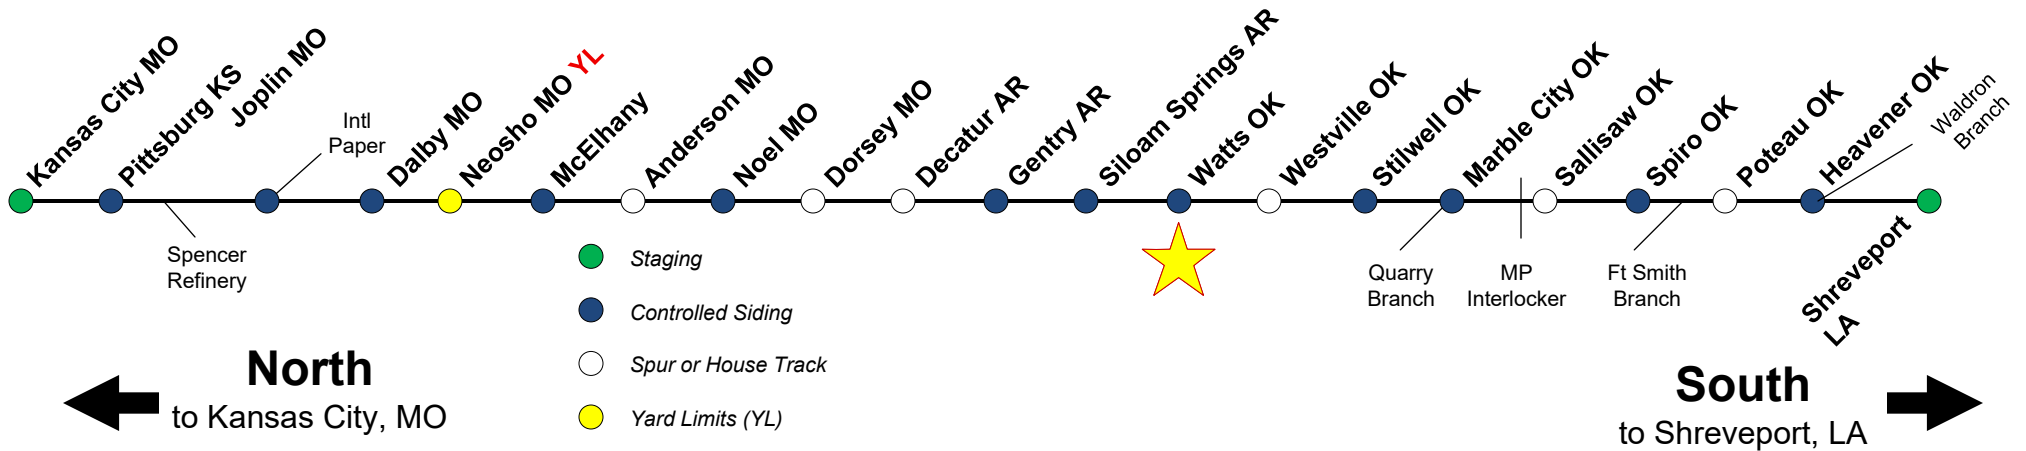 Kansas City MO
Pittsburg KS
Joplin MO
Intl
Paper
Dalby MO
Neosho MO YL
McElhany
Anderson MO
Noel MO
Dorsey MO
Decatur AR
Gentry AR
Siloam Springs AR
Watts OK
Westville OK
Stilwell OK
Marble City OK
Sallisaw OK
Spiro OK
Poteau OK
Heavener OK
Waldron
Branch
Spencer
Refinery
Quarry
Branch
MP
Interlocker
Ft Smith
Branch
Shreveport
LA
Staging
Controlled Siding
Spur or House Track
Yard Limits (YL)
North
to Kansas City, MO
South
to Shreveport, LA